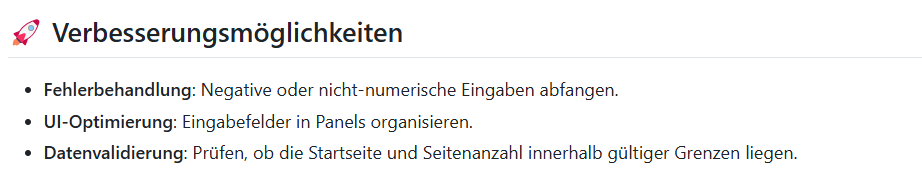 🚀 Verbesserungsmöglichkeiten
• Fehlerbehandlung: Negative oder nicht-numerische Eingaben abfangen.
• UI-Optimierung: Eingabefelder in Panels organisieren.
• Datenvalidierung: Prüfen, ob die Startseite und Seitenanzahl innerhalb gültiger Grenzen liegen.